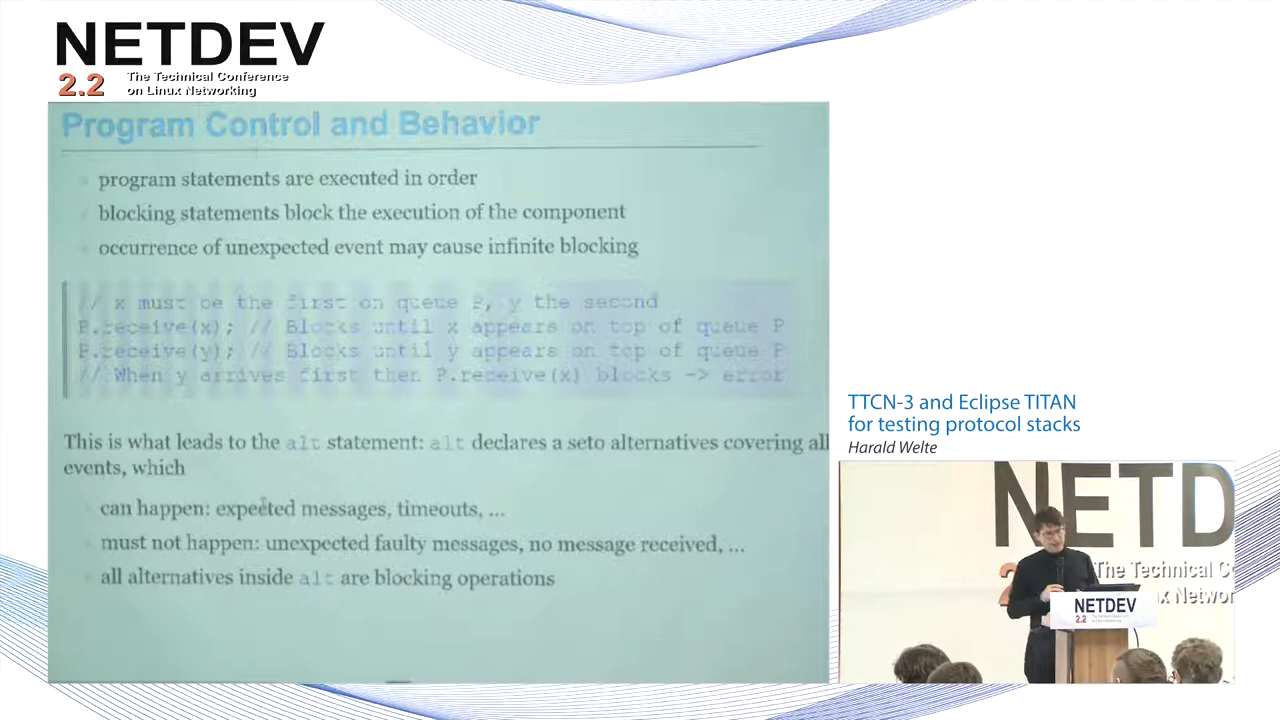 NETDEV
2.2 The Technical Conference
on Linux Networking
Program Control and Behavior
program statements are executed in order
blocking statements block the execution of the component
occurrence of unexpected event may cause infinite blocking
// x must be the first on queue P, y the second
P.receive(x); // Blocks until x appears on top of queue P
P.receive(y); // Blocks until y appears on top of queue P
// When y arrives first then P.receive(x) blocks -> error
This is what leads to the alt statement: alt declares a seto alternatives covering all
events, which
can happen: expected messages, timeouts, ...
must not happen: unexpected faulty messages, no message received, ...
all alternatives inside alt are blocking operations
TTCN-3 and Eclipse TITAN
for testing protocol stacks
Harald Welte
NETD
The Technical Co
ux Networ
NETDEV
2.2